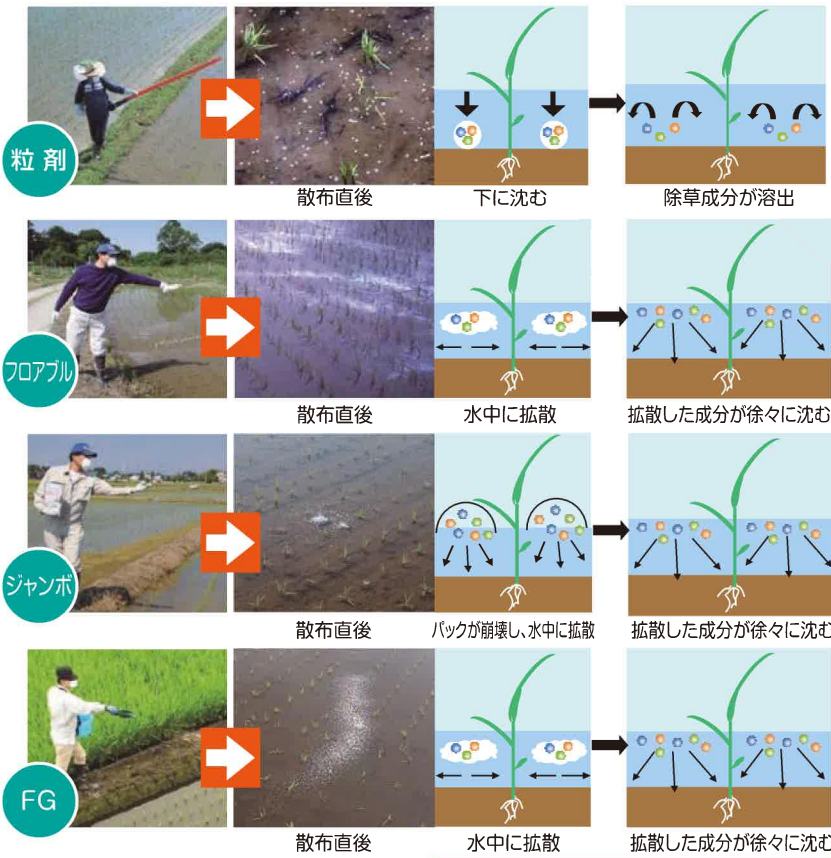 粒剤
散布直後
下に沈む
除草成分が溶出
フロアブル
散布直後
水中に拡散
拡散した成分が徐々に沈む
ジャンボ
散布直後
パックが崩壊し、水中に拡散
拡散した成分が徐々に沈む
FG
散布直後
水中に拡散
拡散した成分が徐々に沈む